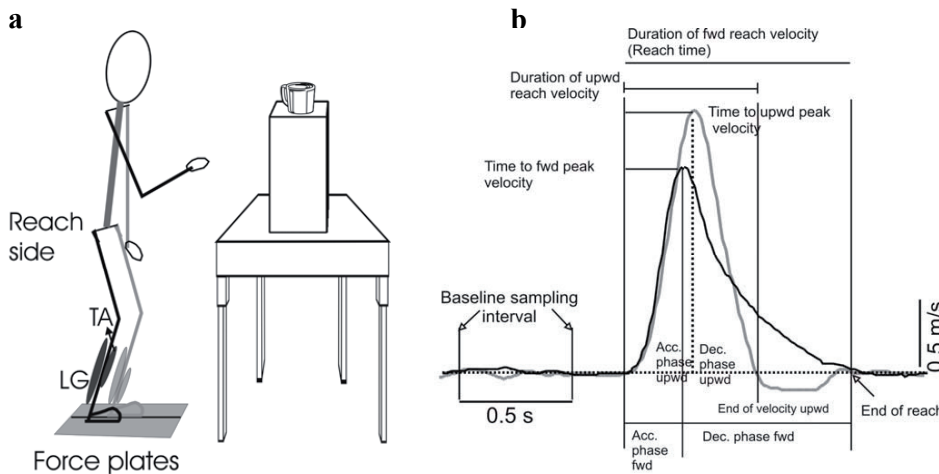 a
Reach
side
TA
LG
Force plates
b
Duration of fwd reach velocity
(Reach time)
Duration of upwd
reach velocity
Time to upwd peak
velocity
Time to fwd peak
velocity
Baseline sampling
interval
0.5 s
Acc.
phase upwd
Dec.
phase upwd
0.5 m/s
End of velocity upwd
End of reach
Acc.
phase
fwd
Dec. phase fwd